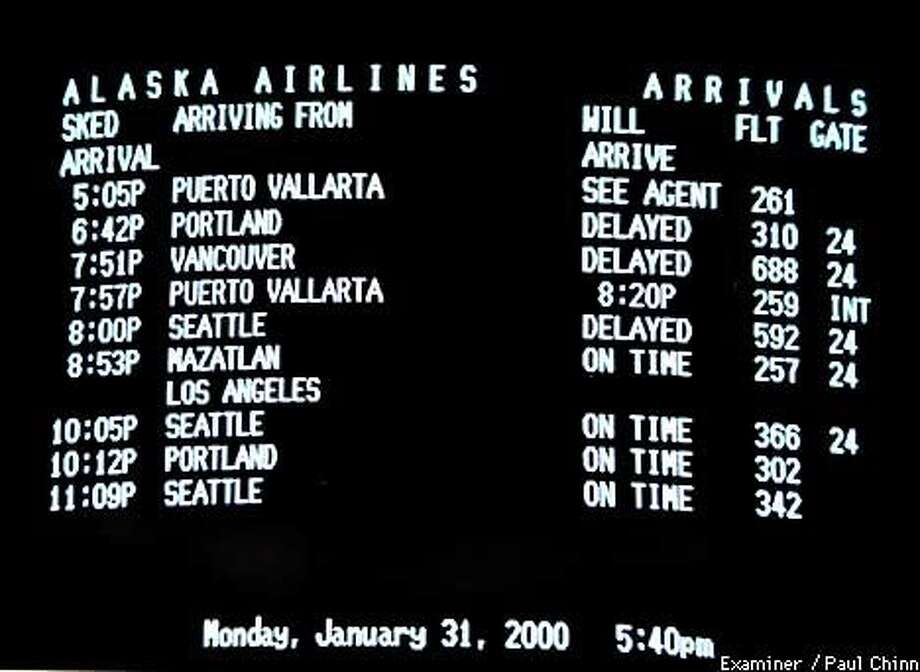 ALASKA AIRLINES ARRIVALS
SKED ARRIVING FROM WILL FLT GATE
ARRIVAL ARRIVE
5:05P PUERTO VALLARTA SEE AGENT 261
6:42P PORTLAND DELAYED 310 24
7:51P VANCOUVER DELAYED 688 24
7:57P PUERTO VALLARTA 8:20P 259 INT
8:00P SEATTLE DELAYED 592 24
8:53P MAZATLAN ON TIME 257 24
LOS ANGELES
10:05P SEATTLE ON TIME 366 24
10:12P PORTLAND ON TIME 302
11:09P SEATTLE ON TIME 342
Monday, January 31, 2000 5:40pm
Examiner / Paul Chinn